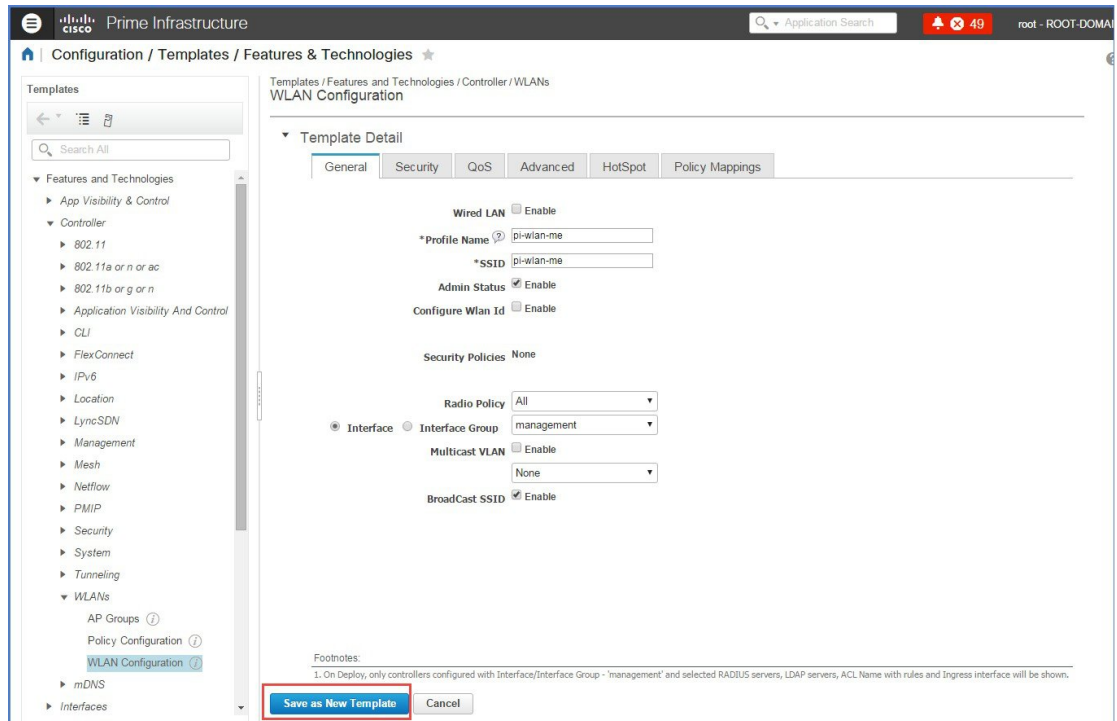 cisco Prime Infrastructure
Application Search
49
root - ROOT-DOMAI
Configuration / Templates / Features & Technologies
Templates
Search All
Features and Technologies
App Visibility & Control
Controller
802.11
802.11a or n or ac
802.11b or g or n
Application Visibility And Control
CLI
FlexConnect
IPv6
Location
LyncSDN
Management
Mesh
Netflow
PMIP
Security
System
Tunneling
WLANs
AP Groups
Policy Configuration
WLAN Configuration
mDNS
Interfaces
Templates / Features and Technologies / Controller / WLANs
WLAN Configuration
Template Detail
General Security QoS Advanced HotSpot Policy Mappings
Wired LAN Enable
*Profile Name ? pi-wlan-me
*SSID pi-wlan-me
Admin Status Enable
Configure Wlan Id Enable
Security Policies None
Radio Policy All
Interface Interface Group management
Multicast VLAN Enable
None
BroadCast SSID Enable
Footnotes:
1. On Deploy, only controllers configured with Interface/Interface Group - 'management' and selected RADIUS servers, LDAP servers, ACL Name with rules and Ingress interface will be shown.
Save as New Template Cancel